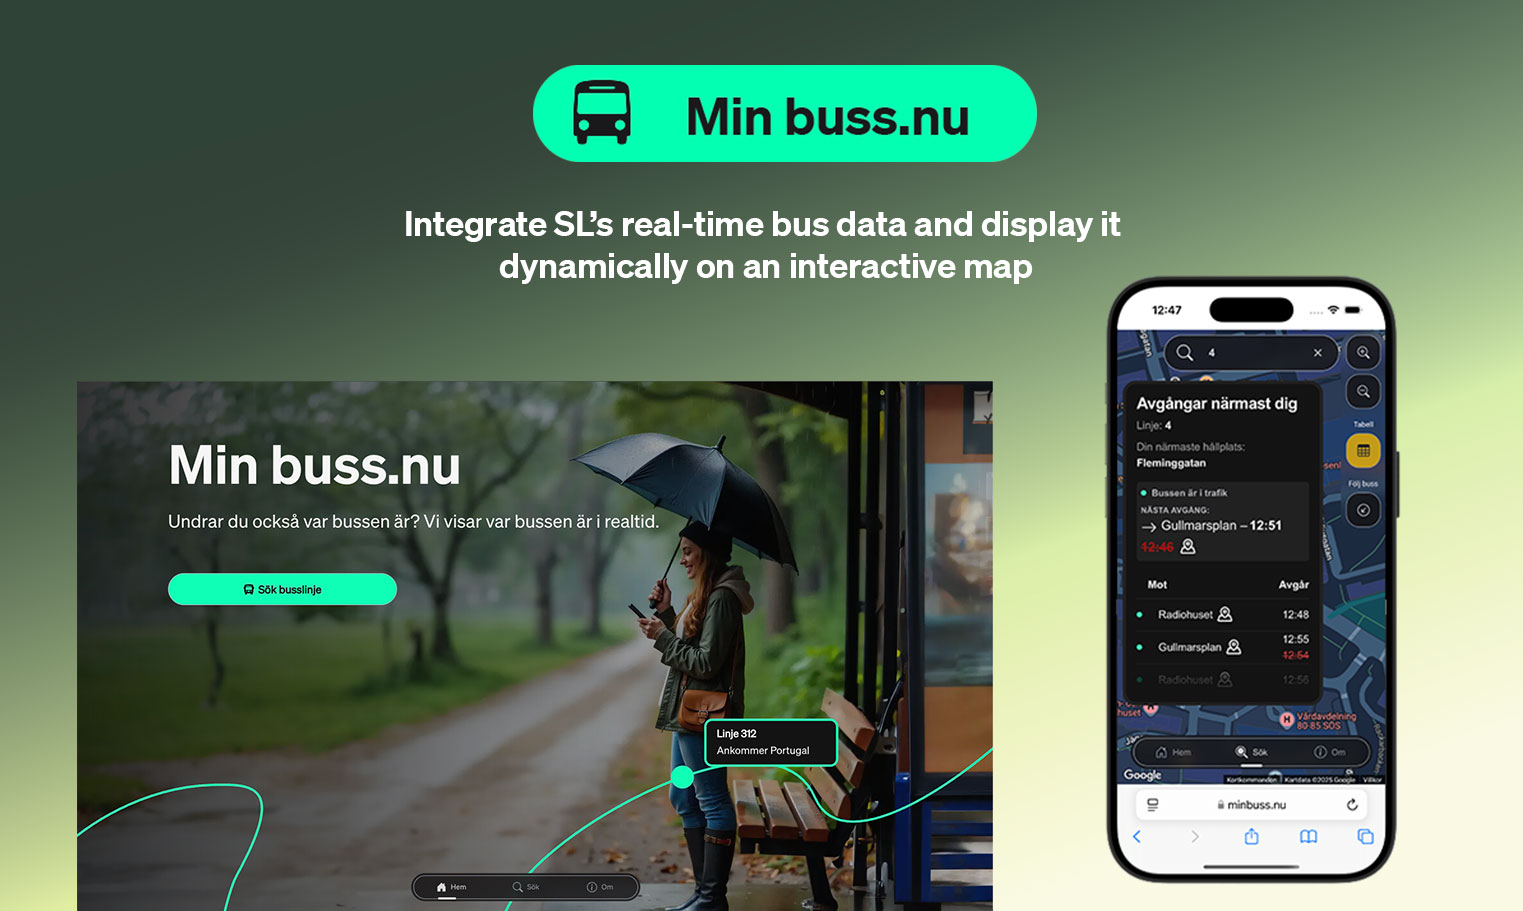 Min buss.nu
Integrate SL’s real-time bus data and display it
dynamically on an interactive map
Min buss.nu
Undrar du också var bussen är? Vi visar var bussen är i realtid.
Sök busslinje
Linje 312
Ankommer Portugal
Hem Sök Om
12:47
4
Avgångar närmast dig
Linje: 4
Din närmaste hållplats:
Fleminggatan
Bussen är i trafik
NÄSTA AVGÅNG:
→ Gullmarsplan – 12:51
12:46
Mot Avgår
Radiohuset 12:48
Gullmarsplan 12:55
12:54
Radiohuset 12:56
Tabell
Följ buss
Vårdavdelning
80-85 SÖS
huset
Hem Sök Om
Google
Kortkommandon Kartdata ©2025 Google Villkor
minbuss.nu